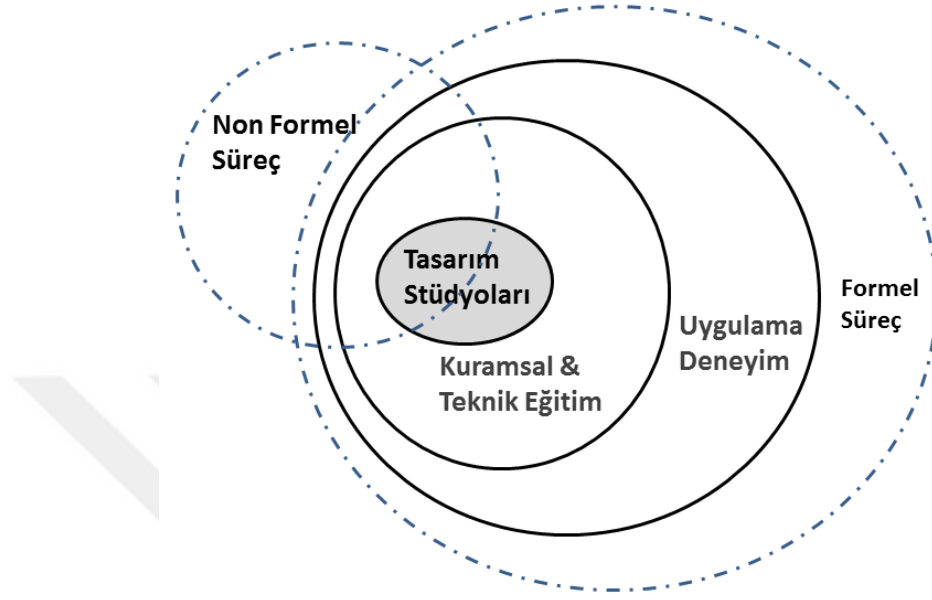 Non Formel
Süreç
Tasarım
Stüdyoları
Kuramsal &
Teknik Eğitim
Uygulama
Deneyim
Formel
Süreç